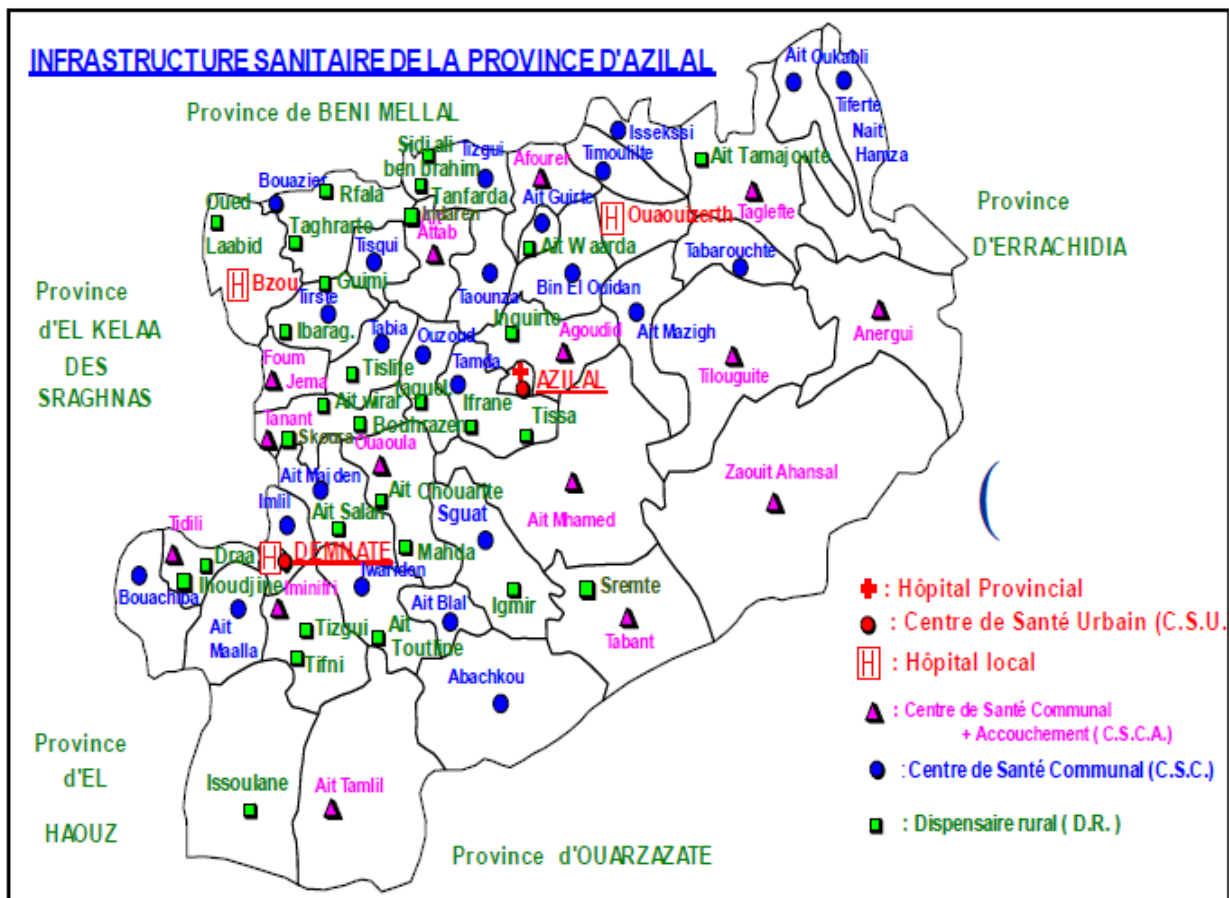 INFRASTRUCTURE SANITAIRE DE LA PROVINCE D'AZILAL
Ait Oukabli
Tiferte
Nait
Hamza
Province de BENI MELLAL
Issekssi
Sidi ali
ben brahim
Tizgui
Afourer
Timoulilte
Ait Tamajoute
Bouazier
Rfala
Tanfarda
Ait Guirte
Taglefte
Oued
Laabid
Taghrarte
Attab
Ouaouizerth
Province
D'ERRACHIDIA
Tisqui
Ait Waarda
Tabarouchte
Bzou
Guimi
Taounza
Bin El Ouidan
Province
d'EL KELAA
DES
SRAGHNAS
Tirste
Ibarag.
Tabia
Ouzoud
Inguirte
Agoudid
Ait Mazigh
Anergui
Foum
Jema
Tislite
Tamda
AZILAL
Tilouguite
Ait wirar
Ifrane
Tissa
Tanant
Skoura
Bouhrazen
Ouaoula
Zaouit Ahansal
Ait Majden
Ait Chouarite
Imlil
Ait Salah
Sguat
Ait Mhamed
Tidili
Draa
DEMNATE
Mahda
Bouachiba
Ihoudjine
Iminifri
Iwariden
Igmir
Sremte
Ait
Maalla
Tizgui
Ait
Toutline
Ait Blal
Tabant
Tifni
Abachkou
Province
d'EL
HAOUZ
Issoulane
Ait Tamlil
Province d'OUARZAZATE
: Hôpital Provincial
: Centre de Santé Urbain (C.S.U.
H : Hôpital local
: Centre de Santé Communal
+ Accouchement ( C.S.C.A.)
: Centre de Santé Communal (C.S.C.)
: Dispensaire rural ( D.R. )